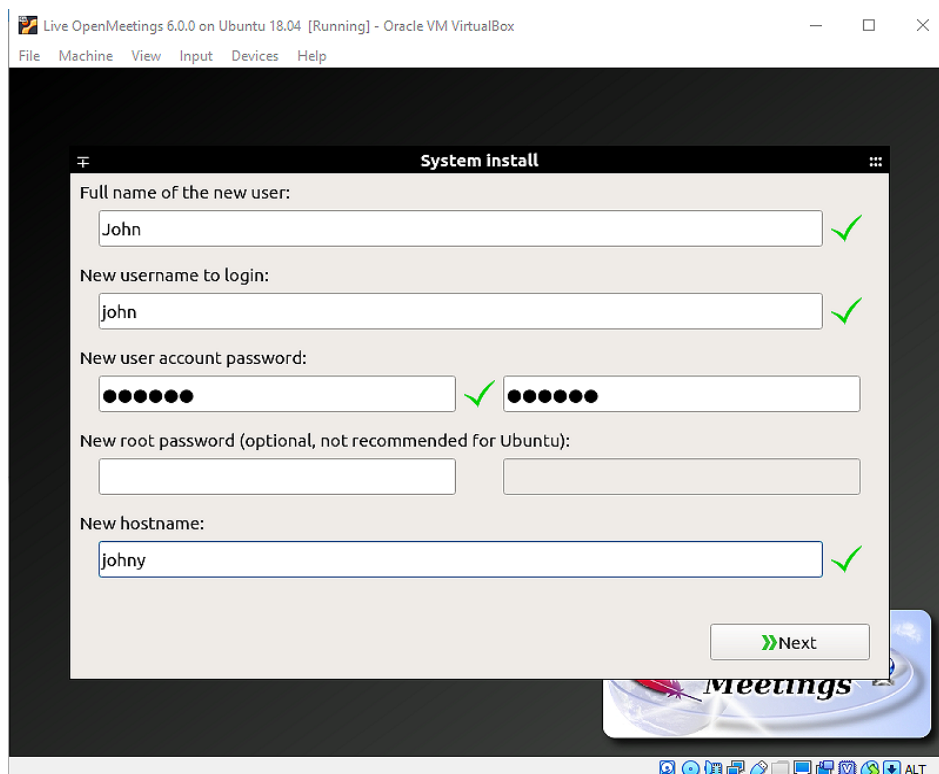 Live OpenMeetings 6.0.0 on Ubuntu 18.04 [Running] - Oracle VM VirtualBox
File Machine View Input Devices Help
System install
Full name of the new user:
John
New username to login:
john
New user account password:
●●●●●● ●●●●●●
New root password (optional, not recommended for Ubuntu):
New hostname:
johny
Next
Meetings
ALT